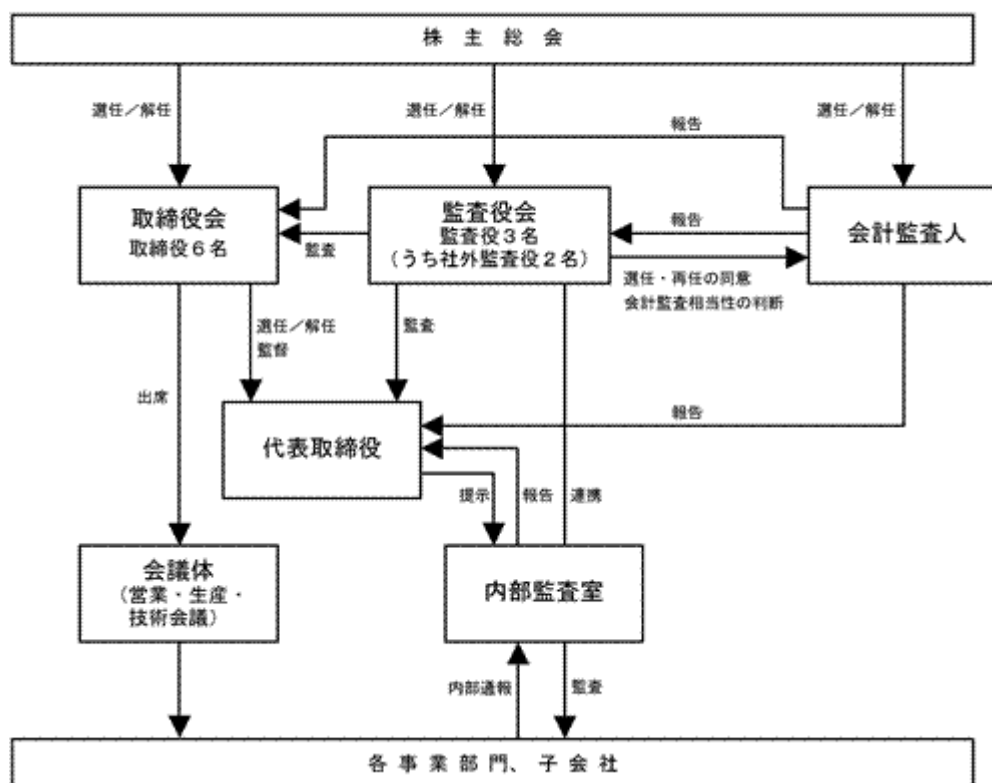 株主総会
選任／解任
選任／解任
報告
選任／解任
取締役会
取締役６名
監査役会
監査役３名
（うち社外監査役２名）
会計監査人
監査
報告
選任・再任の同意
会計監査相当性の判断
選任／解任
監督
監査
出席
報告
代表取締役
提示
報告
連携
会議体
（営業・生産・
技術会議）
内部監査室
内部通報
監査
各事業部門、子会社